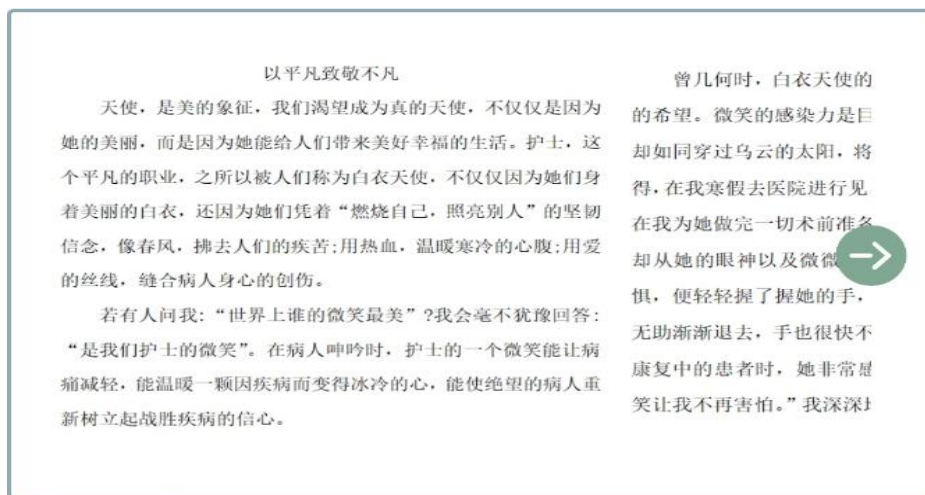 以平凡致敬不凡
天使，是美的象征，我们渴望成为真的天使，不仅仅是因为
她的美丽，而是因为她能给人们带来美好幸福的生活。护士，这
个平凡的职业，之所以被人们称为白衣天使，不仅仅因为她们身
着美丽的白衣，还因为她们凭着“燃烧自己，照亮别人”的坚韧
信念，像春风，拂去人们的疾苦;用热血，温暖寒冷的心腹;用爱
的丝线，缝合病人身心的创伤。
若有人问我:“世界上谁的微笑最美”?我会毫不犹豫回答:
“是我们护士的微笑”。在病人呻吟时，护士的一个微笑能让病
痛减轻，能温暖一颗因疾病而变得冰冷的心，能使绝望的病人重
新树立起战胜疾病的信心。
曾几何时，白衣天使的
的希望。微笑的感染力是
却如同穿过乌云的太阳，将
得，在我寒假去医院进行见
在我为她做完一切术前准
却从她的眼神以及微微
惧，便轻轻握了握她的手，
无助渐渐退去，手也很快不
康复中的患者时，她非常
笑让我不再害怕。”我深深